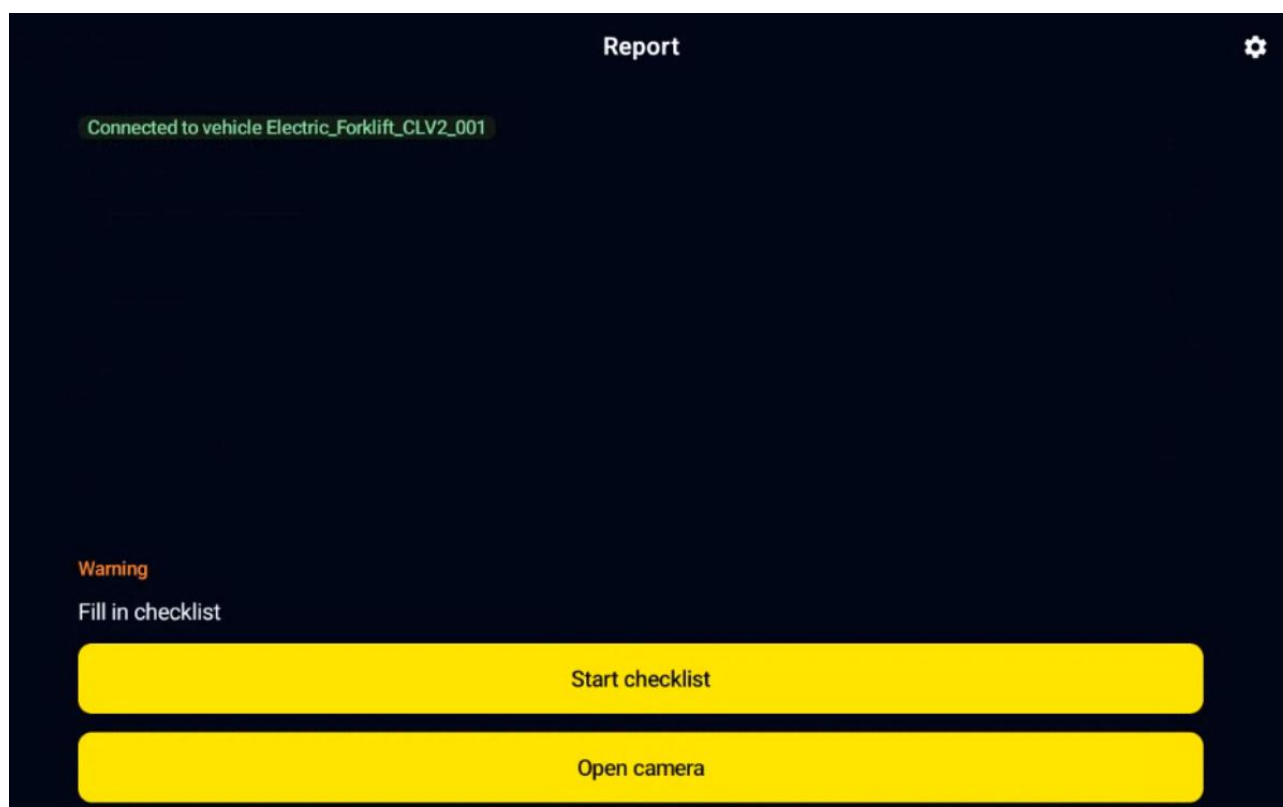 Report
Connected to vehicle Electric_Forklift_CLV2_001
Warning
Fill in checklist
Start checklist
Open camera